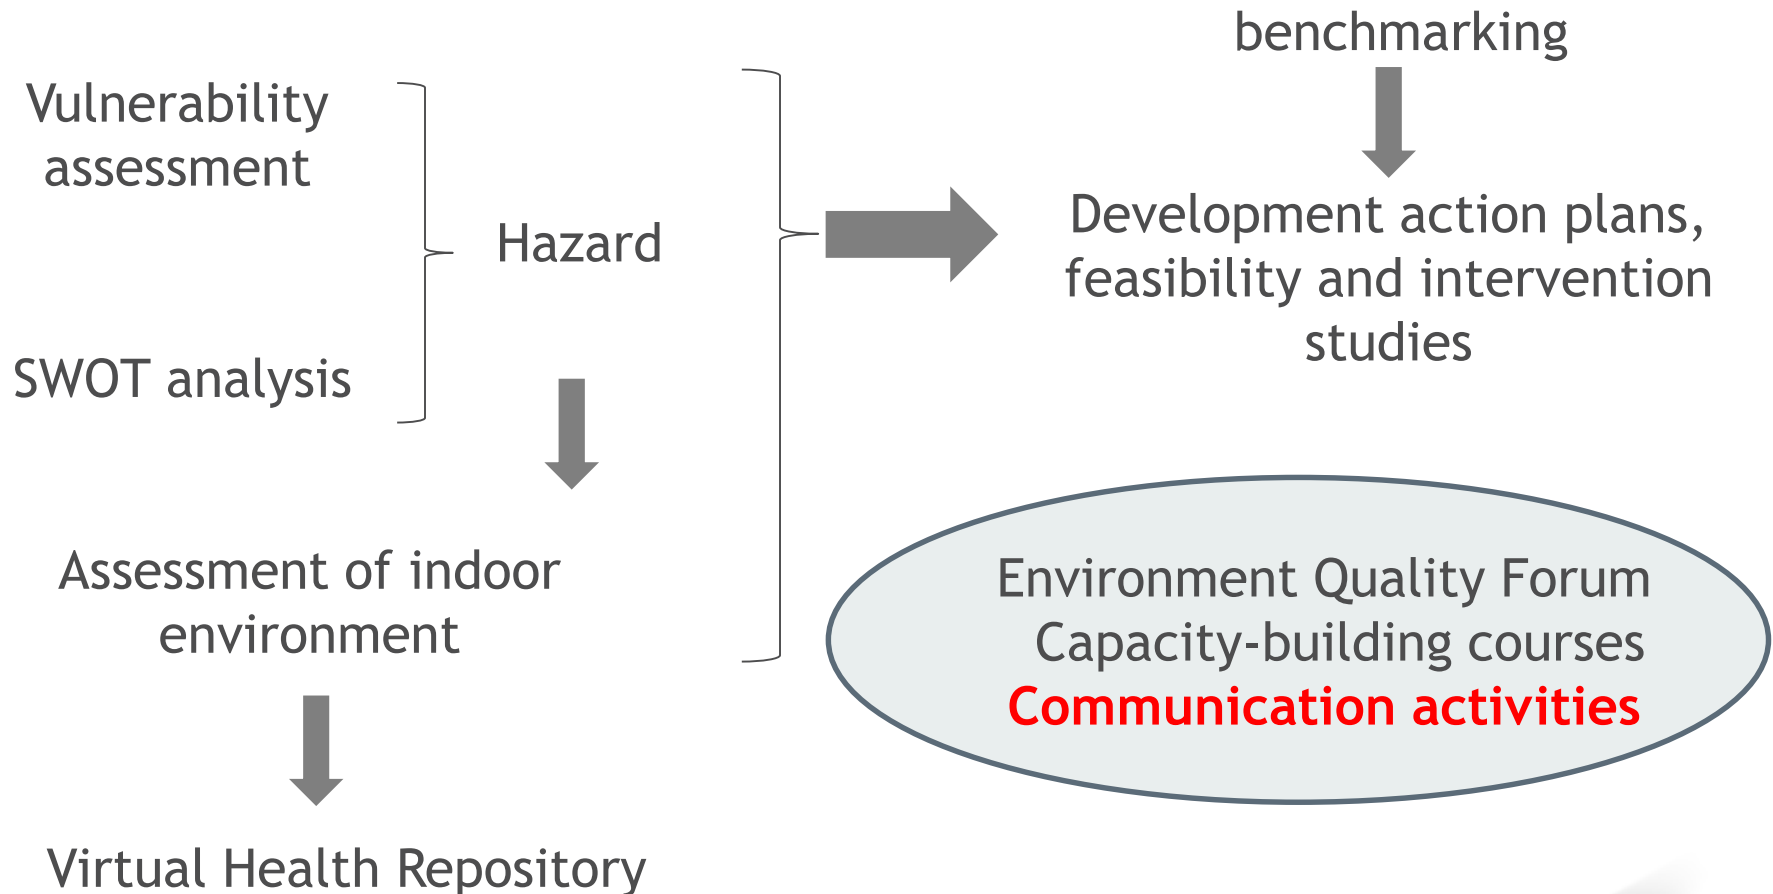 benchmarking
Vulnerability
assessment
Hazard
Development action plans,
feasibility and intervention
studies
SWOT analysis
Assessment of indoor
environment
Environment Quality Forum
Capacity-building courses
Communication activities
Virtual Health Repository